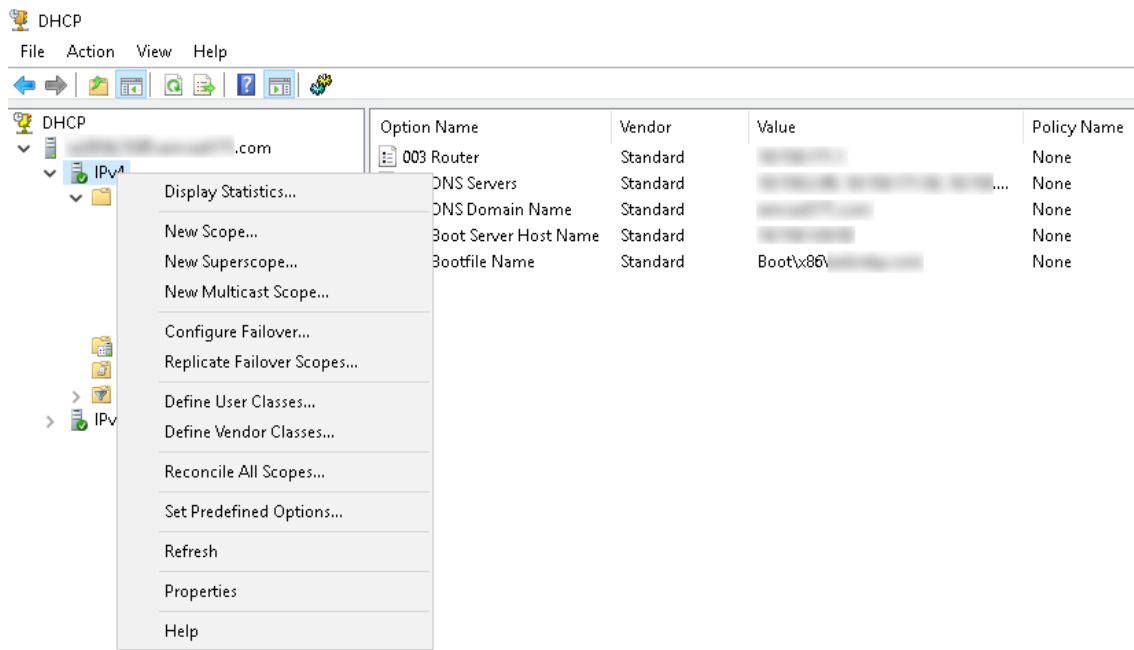 DHCP
File Action View Help
DHCP
.com
IPv4
IPv
Display Statistics...
New Scope...
New Superscope...
New Multicast Scope...
Configure Failover...
Replicate Failover Scopes...
Define User Classes...
Define Vendor Classes...
Reconcile All Scopes...
Set Predefined Options...
Refresh
Properties
Help
Option Name Vendor Value Policy Name
003 Router Standard None
DNS Servers Standard .... None
DNS Domain Name Standard None
Boot Server Host Name Standard None
Bootfile Name Standard Boot\x86\ None